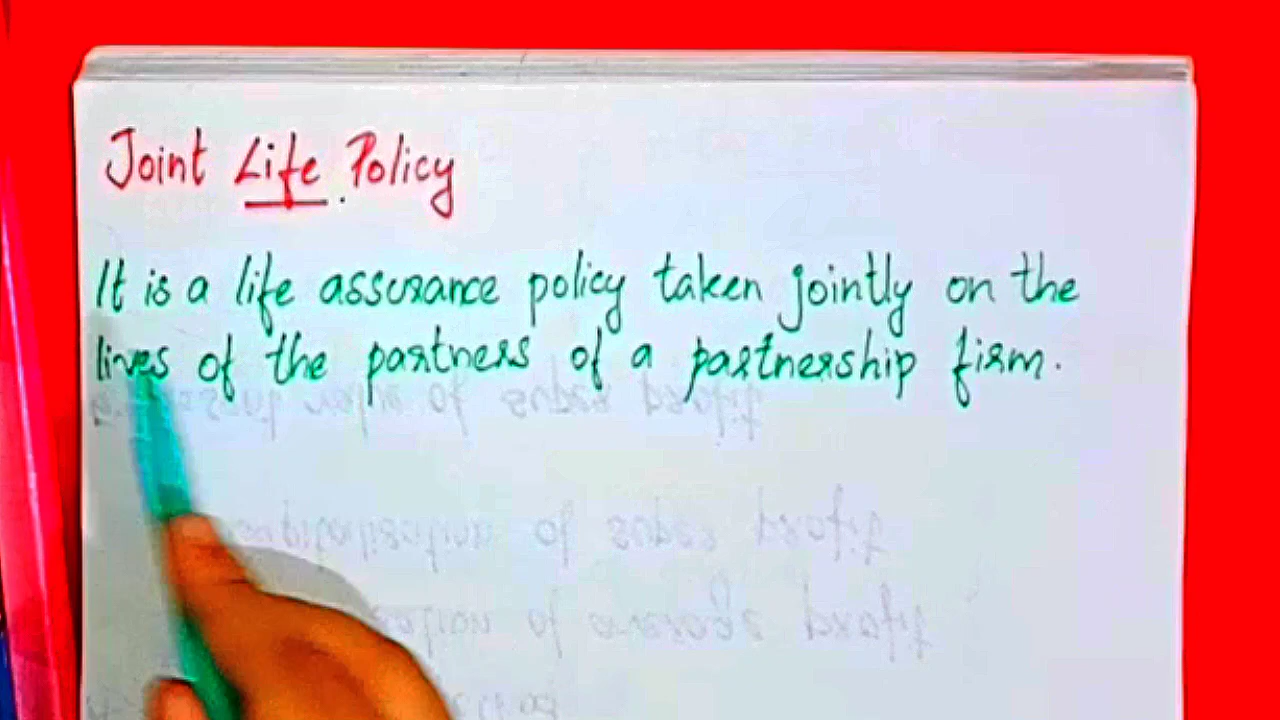 Joint Life Policy
It is a life assurance policy taken jointly on the
lives of the partners of a partnership firm.